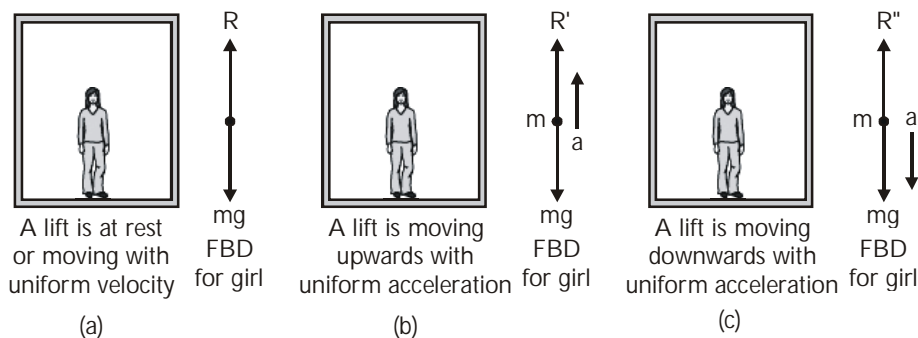 R
mg
FBD
for girl
A lift is at rest
or moving with
uniform velocity
(a)
R'
m
a
mg
FBD
for girl
A lift is moving
upwards with
uniform acceleration
(b)
R"
m
a
mg
FBD
for girl
A lift is moving
downwards with
uniform acceleration
(c)